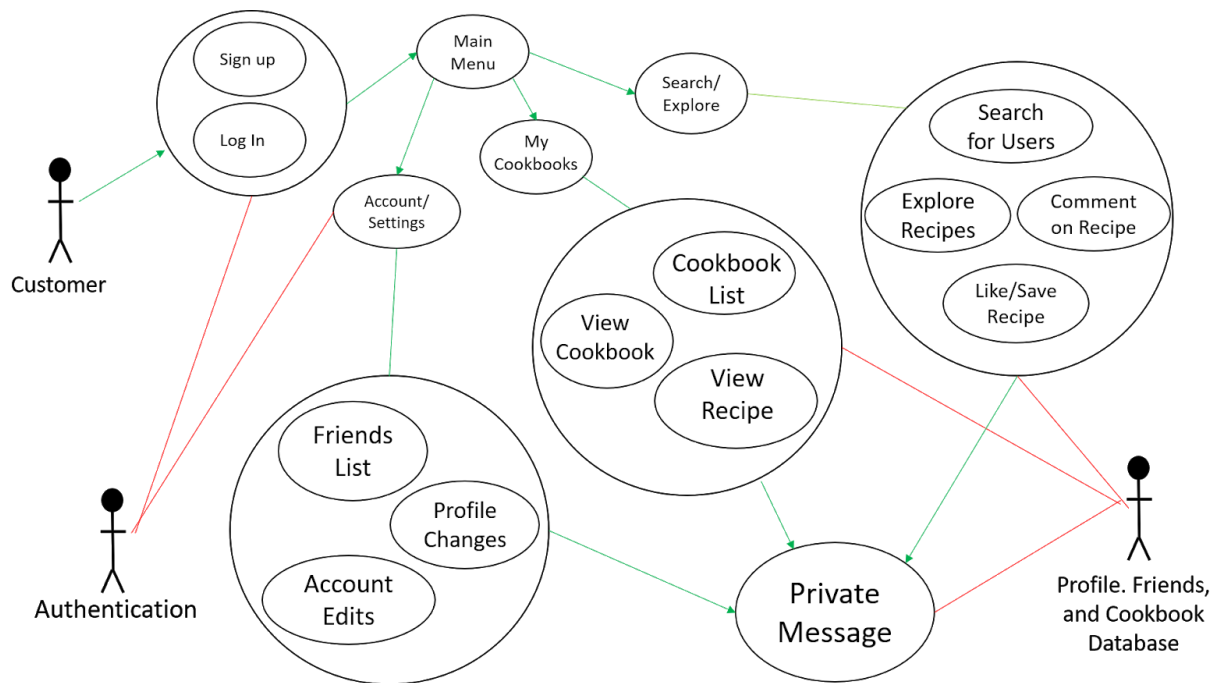 Sign up
Log In
Main
Menu
Search/
Explore
My
Cookbooks
Account/
Settings
Customer
Search
for Users
Explore
Recipes
Comment
on Recipe
Like/Save
Recipe
Cookbook
List
View
Cookbook
View
Recipe
Friends
List
Profile
Changes
Account
Edits
Authentication
Private
Message
Profile. Friends,
and Cookbook
Database